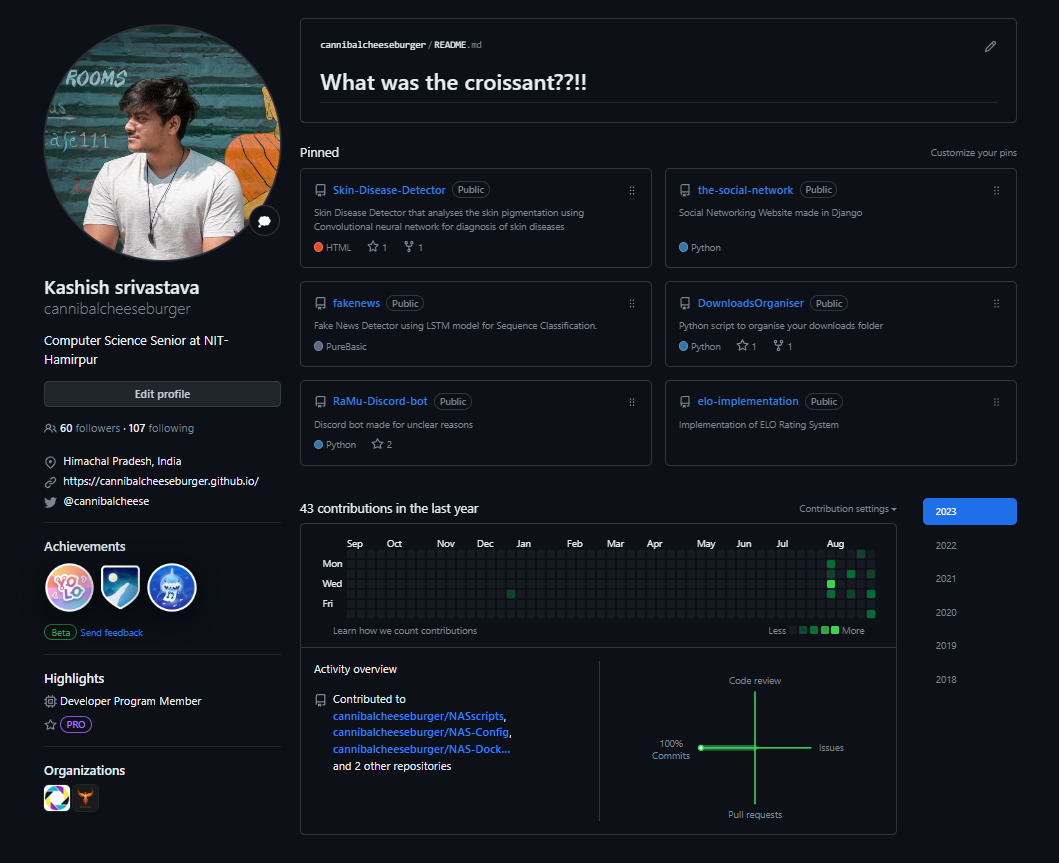 ROOMS
afe111
Kashish srivastava
cannibalcheeseburger
Computer Science Senior at NIT-
Hamirpur
Edit profile
60 followers · 107 following
Himachal Pradesh, India
https://cannibalcheeseburger.github.io/
@cannibalcheese
Achievements
YOLO
Beta Send feedback
Highlights
Developer Program Member
PRO
Organizations
cannibalcheeseburger/README.md
What was the croissant??!!
Pinned
Customize your pins
Skin-Disease-Detector Public
Skin Disease Detector that analyses the skin pigmentation using
Convolutional neural network for diagnosis of skin diseases
HTML 1 1
the-social-network Public
Social Networking Website made in Django
Python
fakenews Public
Fake News Detector using LSTM model for Sequence Classification.
PureBasic
DownloadsOrganiser Public
Python script to organise your downloads folder
Python 1 1
RaMu-Discord-bot Public
Discord bot made for unclear reasons
Python 2
elo-implementation Public
Implementation of ELO Rating System
43 contributions in the last year
Contribution settings
Sep Oct Nov Dec Jan Feb Mar Apr May Jun Jul Aug
Mon
Wed
Fri
Learn how we count contributions
Less More
Activity overview
Contributed to
cannibalcheeseburger/NASscripts,
cannibalcheeseburger/NAS-Config,
cannibalcheeseburger/NAS-Dock...
and 2 other repositories
Code review
100%
Commits
Issues
Pull requests
2023
2022
2021
2020
2019
2018